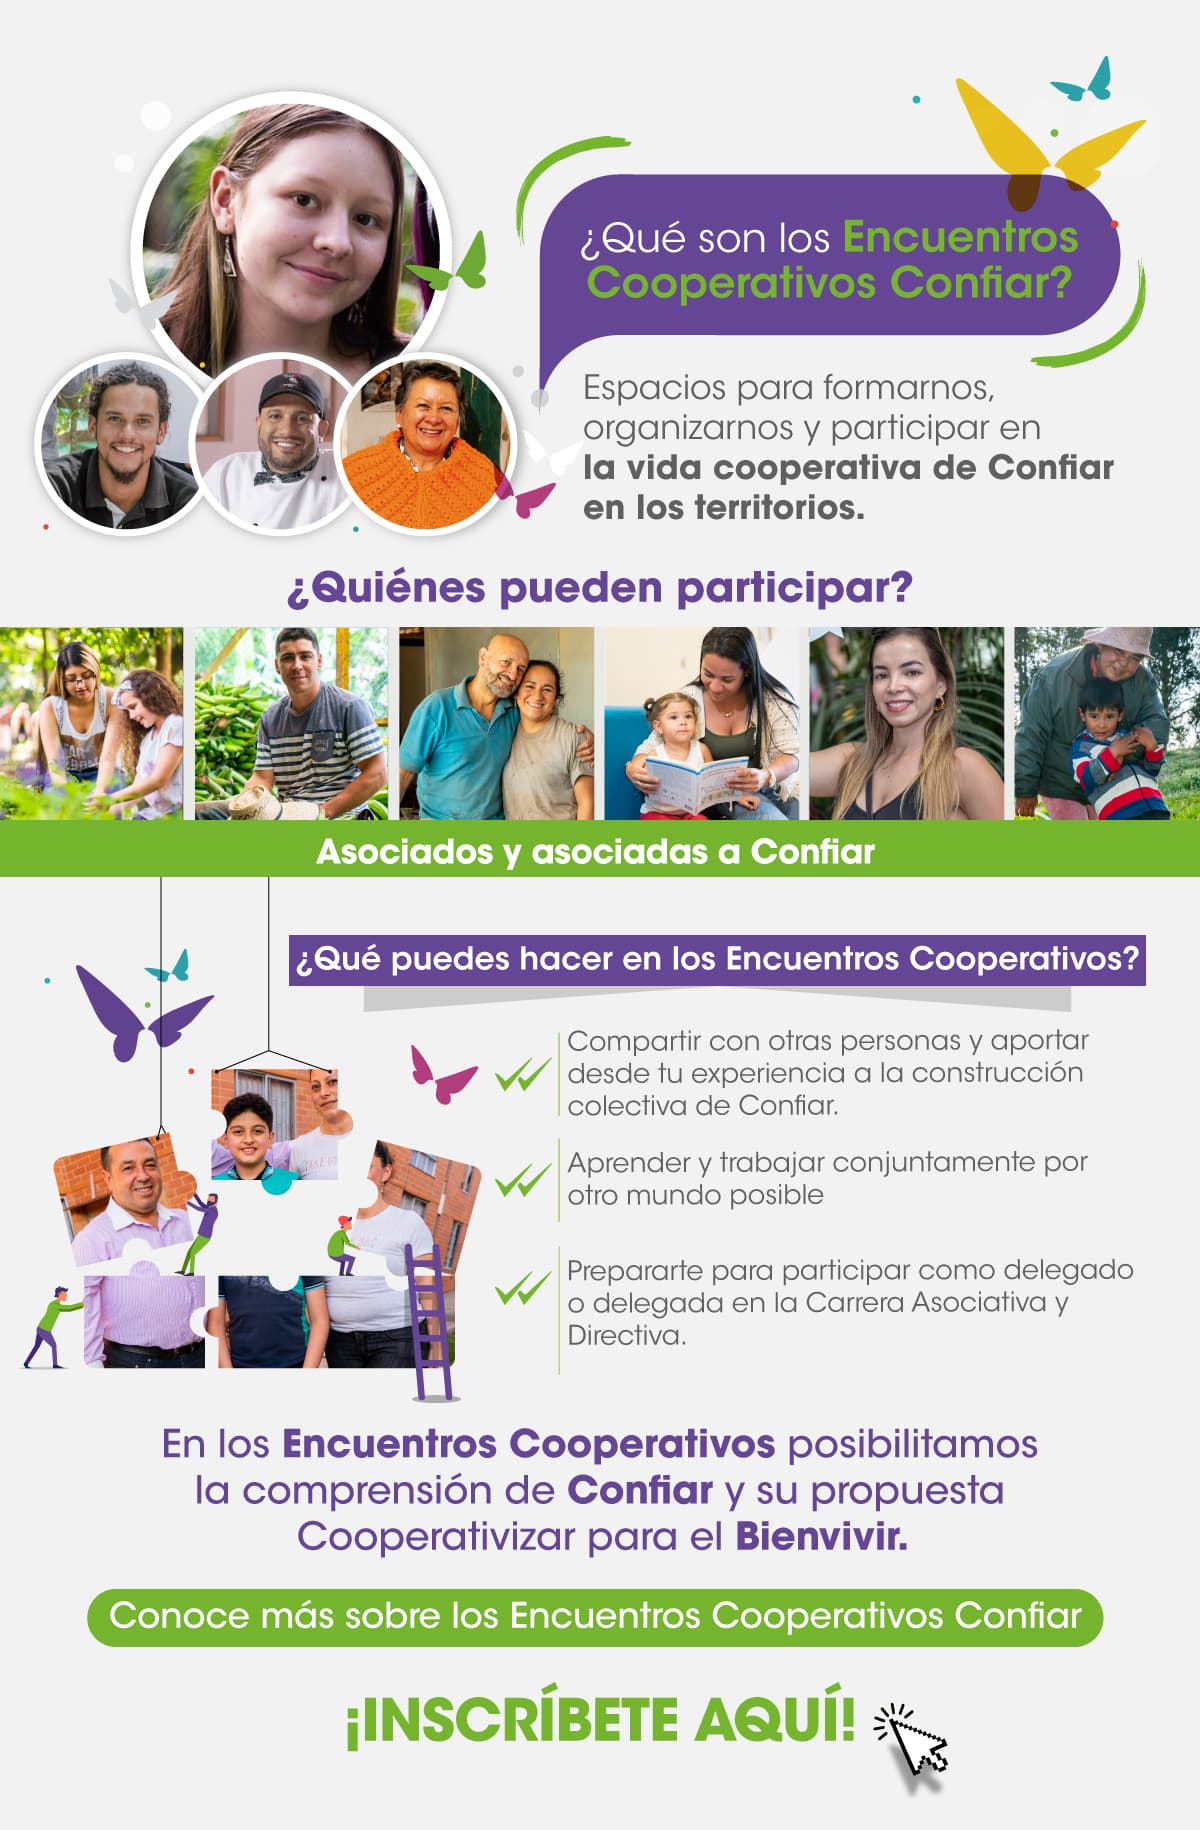 ¿Qué son los Encuentros
Cooperativos Confiar?
Espacios para formarnos,
organizarnos y participar en
la vida cooperativa de Confiar
en los territorios.
¿Quiénes pueden participar?
Asociados y asociadas a Confiar
¿Qué puedes hacer en los Encuentros Cooperativos?
Compartir con otras personas y aportar
desde tu experiencia a la construcción
colectiva de Confiar.
Aprender y trabajar conjuntamente por
otro mundo posible
Prepararte para participar como delegado
o delegada en la Carrera Asociativa y
Directiva.
En los Encuentros Cooperativos posibilitamos
la comprensión de Confiar y su propuesta
Cooperativizar para el Bienvivir.
Conoce más sobre los Encuentros Cooperativos Confiar
¡INSCRÍBETE AQUÍ!